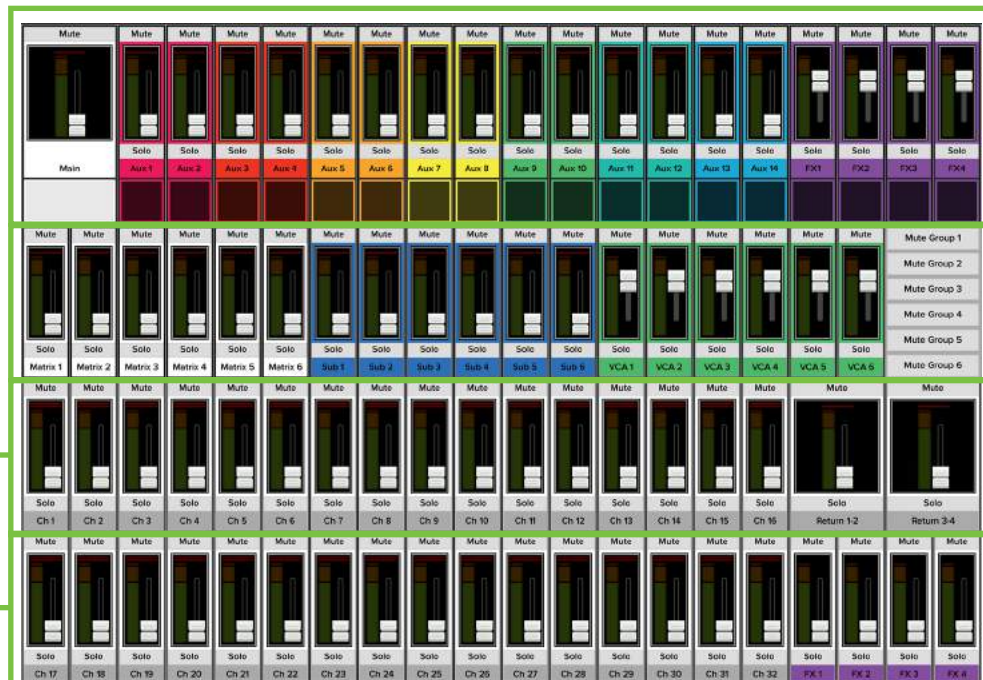 Mute Mute Mute Mute Mute Mute Mute Mute Mute Mute Mute Mute Mute Mute Mute Mute Mute Mute Mute
Solo Solo Solo Solo Solo Solo Solo Solo Solo Solo Solo Solo Solo Solo Solo Solo Solo Solo
Main Aux 1 Aux 2 Aux 3 Aux 4 Aux 5 Aux 6 Aux 7 Aux 8 Aux 9 Aux 10 Aux 11 Aux 12 Aux 13 Aux 14 FX1 FX2 FX3 FX4
Mute Mute Mute Mute Mute Mute Mute Mute Mute Mute Mute Mute Mute Mute Mute Mute Mute Mute Mute Group 1
Mute Group 2
Mute Group 3
Mute Group 4
Mute Group 5
Solo Solo Solo Solo Solo Solo Solo Solo Solo Solo Solo Solo Solo Solo Solo Solo Solo Solo
Matrix 1 Matrix 2 Matrix 3 Matrix 4 Matrix 5 Matrix 6 Sub 1 Sub 2 Sub 3 Sub 4 Sub 5 Sub 6 VCA 1 VCA 2 VCA 3 VCA 4 VCA 5 VCA 6 Mute Group 6
Mute Mute Mute Mute Mute Mute Mute Mute Mute Mute Mute Mute Mute Mute Mute Mute Mute Mute
Solo Solo Solo Solo Solo Solo Solo Solo Solo Solo Solo Solo Solo Solo Solo Solo Solo Solo
Ch 1 Ch 2 Ch 3 Ch 4 Ch 5 Ch 6 Ch 7 Ch 8 Ch 9 Ch 10 Ch 11 Ch 12 Ch 13 Ch 14 Ch 15 Ch 16 Return 1-2 Return 3-4
Mute Mute Mute Mute Mute Mute Mute Mute Mute Mute Mute Mute Mute Mute Mute Mute Mute Mute Mute Mute
Solo Solo Solo Solo Solo Solo Solo Solo Solo Solo Solo Solo Solo Solo Solo Solo Solo Solo Solo Solo
Ch 17 Ch 18 Ch 19 Ch 20 Ch 21 Ch 22 Ch 23 Ch 24 Ch 25 Ch 26 Ch 27 Ch 28 Ch 29 Ch 30 Ch 31 Ch 32 FX 1 FX 2 FX 3 FX 4